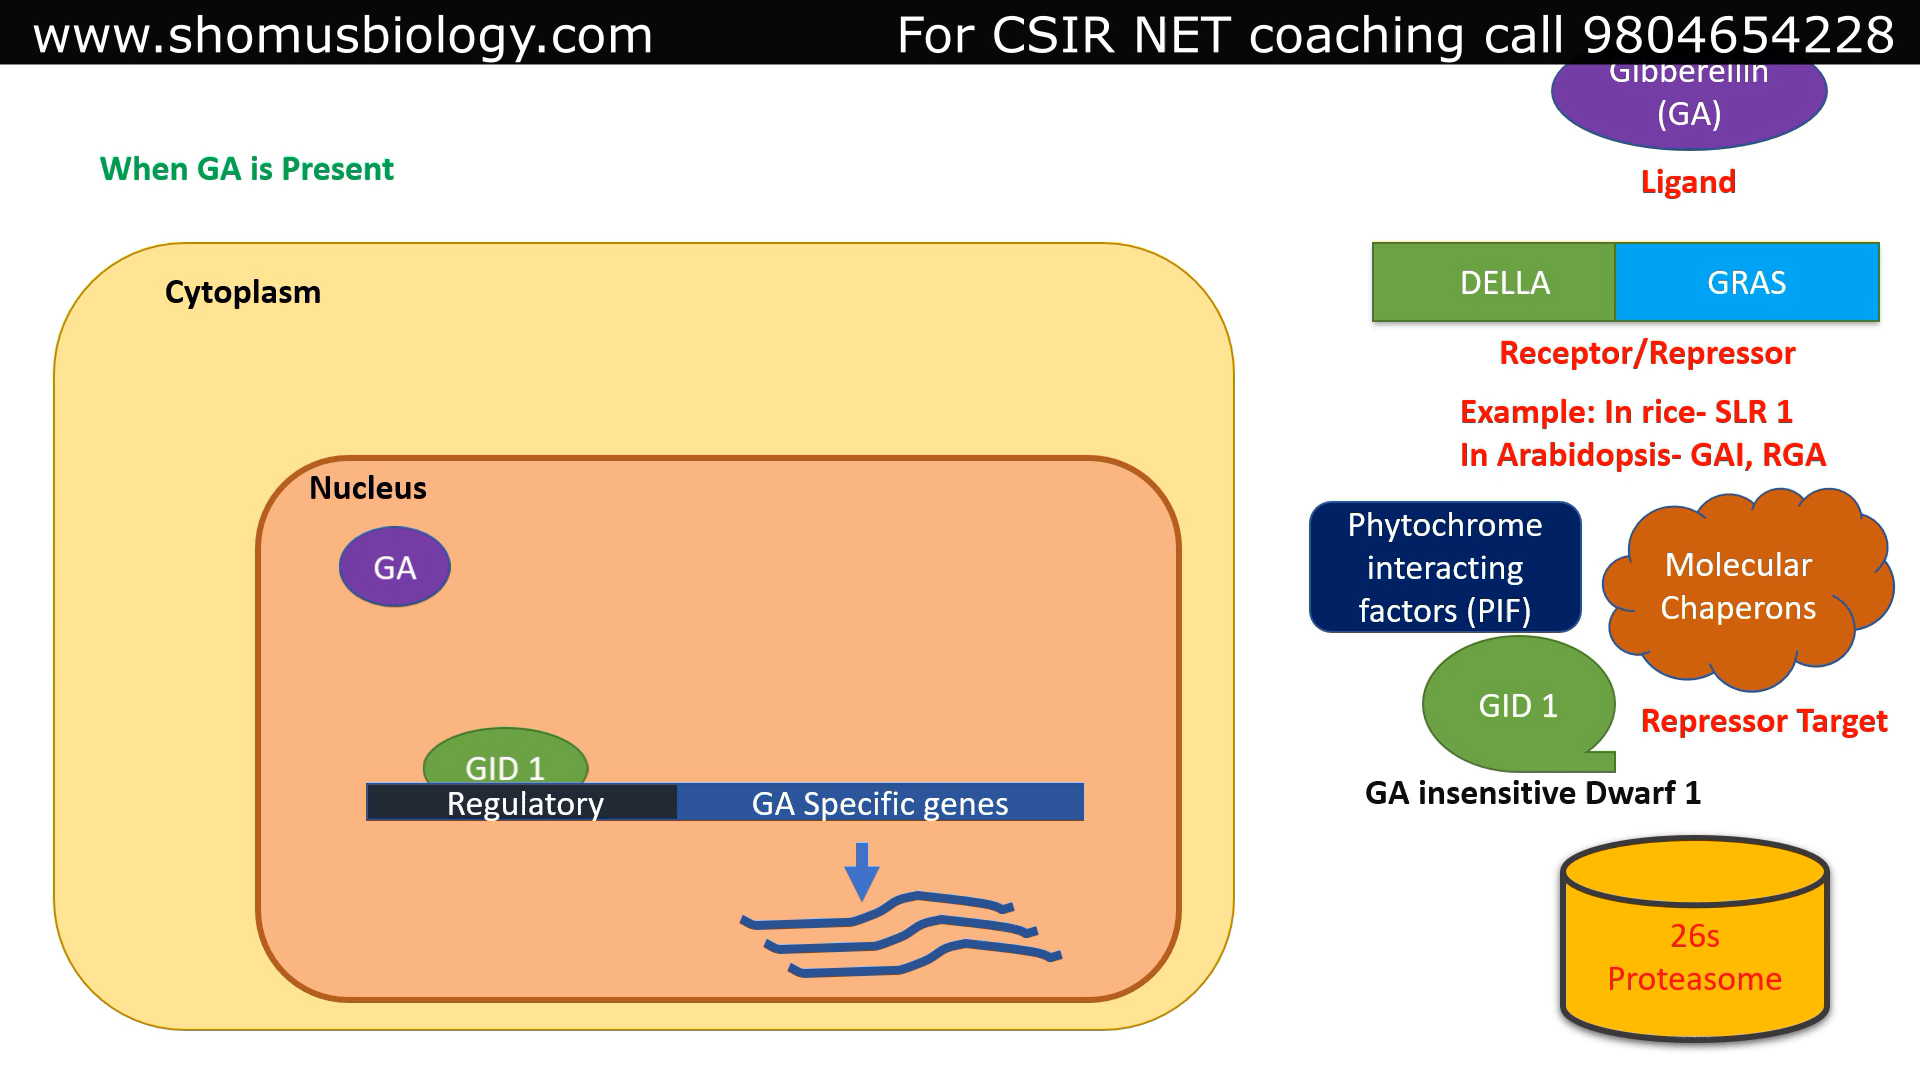 www.shomusbiology.com
For CSIR NET coaching call 9804654228
Gibberellin
(GA)
Ligand
When GA is Present
DELLA
GRAS
Receptor/Repressor
Example: In rice- SLR 1
In Arabidopsis- GAI, RGA
Cytoplasm
Nucleus
GA
GID 1
Regulatory
GA Specific genes
Phytochrome
interacting
factors (PIF)
Molecular
Chaperons
GID 1
Repressor Target
GA insensitive Dwarf 1
26s
Proteasome